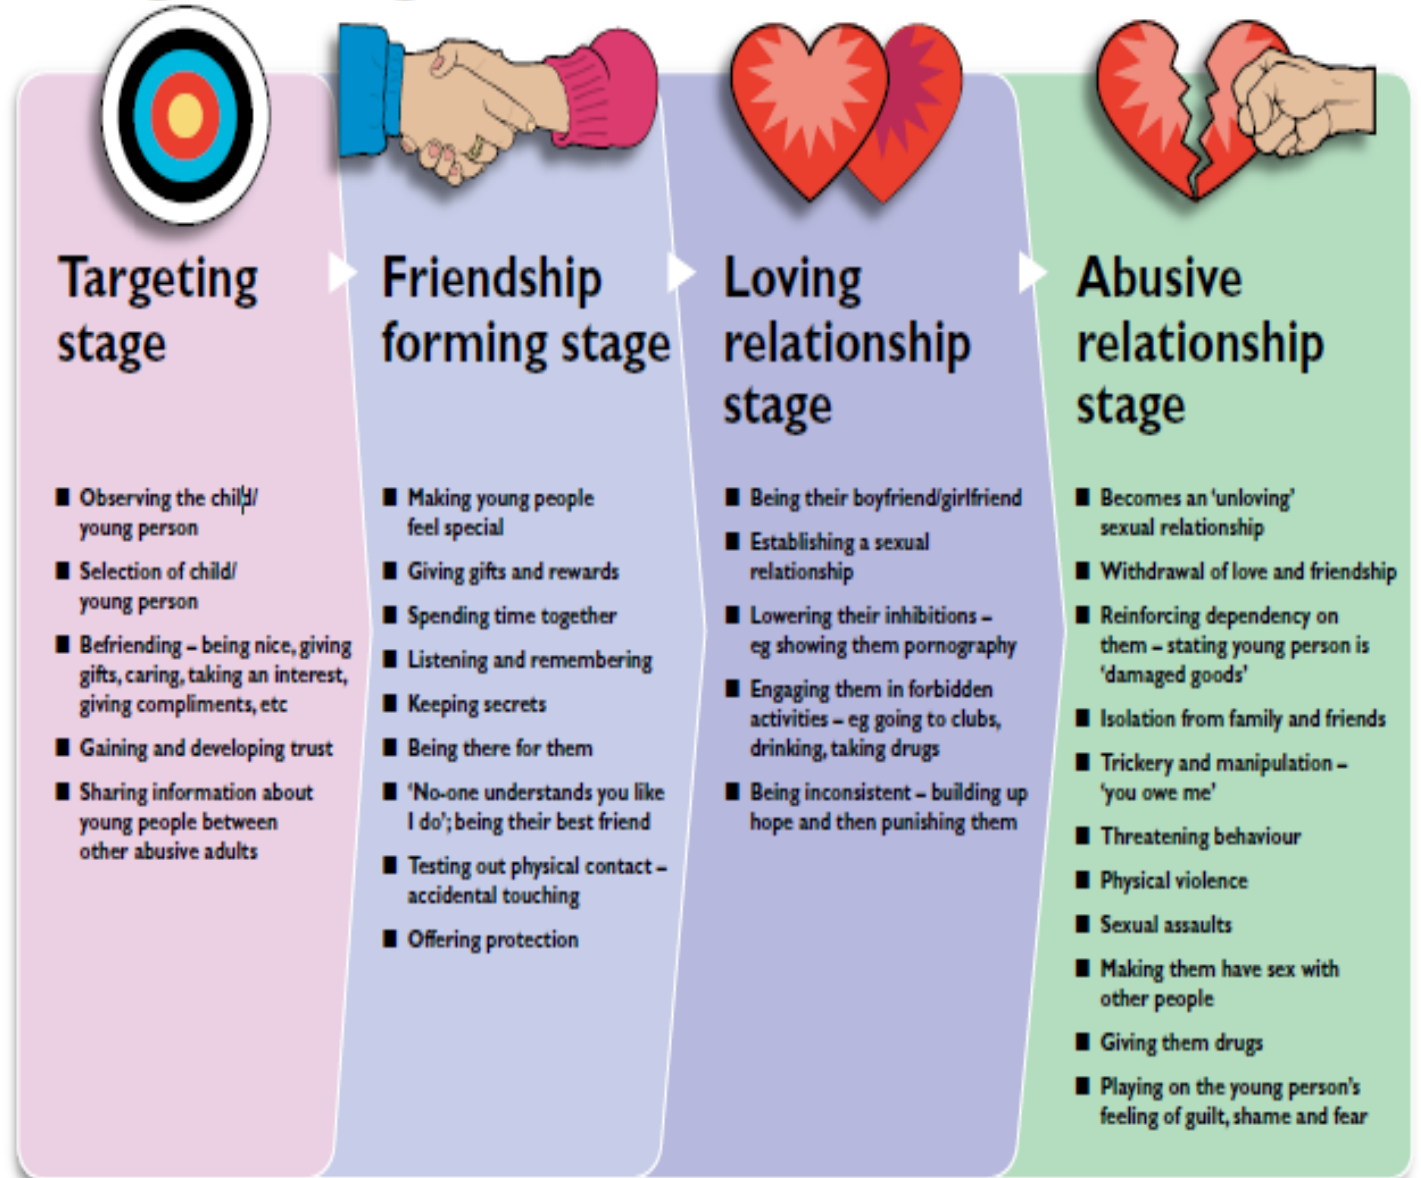 Targeting
stage
■ Observing the child/
young person
■ Selection of child/
young person
■ Befriending – being nice, giving
gifts, caring, taking an interest,
giving compliments, etc
■ Gaining and developing trust
■ Sharing information about
young people between
other abusive adults
Friendship
forming stage
■ Making young people
feel special
■ Giving gifts and rewards
■ Spending time together
■ Listening and remembering
■ Keeping secrets
■ Being there for them
■ ‘No-one understands you like
I do’; being their best friend
■ Testing out physical contact –
accidental touching
■ Offering protection
Loving
relationship
stage
■ Being their boyfriend/girlfriend
■ Establishing a sexual
relationship
■ Lowering their inhibitions –
eg showing them pornography
■ Engaging them in forbidden
activities – eg going to clubs,
drinking, taking drugs
■ Being inconsistent – building up
hope and then punishing them
Abusive
relationship
stage
■ Becomes an ‘unloving’
sexual relationship
■ Withdrawal of love and friendship
■ Reinforcing dependency on
them – stating young person is
‘damaged goods’
■ Isolation from family and friends
■ Trickery and manipulation –
‘you owe me’
■ Threatening behaviour
■ Physical violence
■ Sexual assaults
■ Making them have sex with
other people
■ Giving them drugs
■ Playing on the young person’s
feeling of guilt, shame and fear